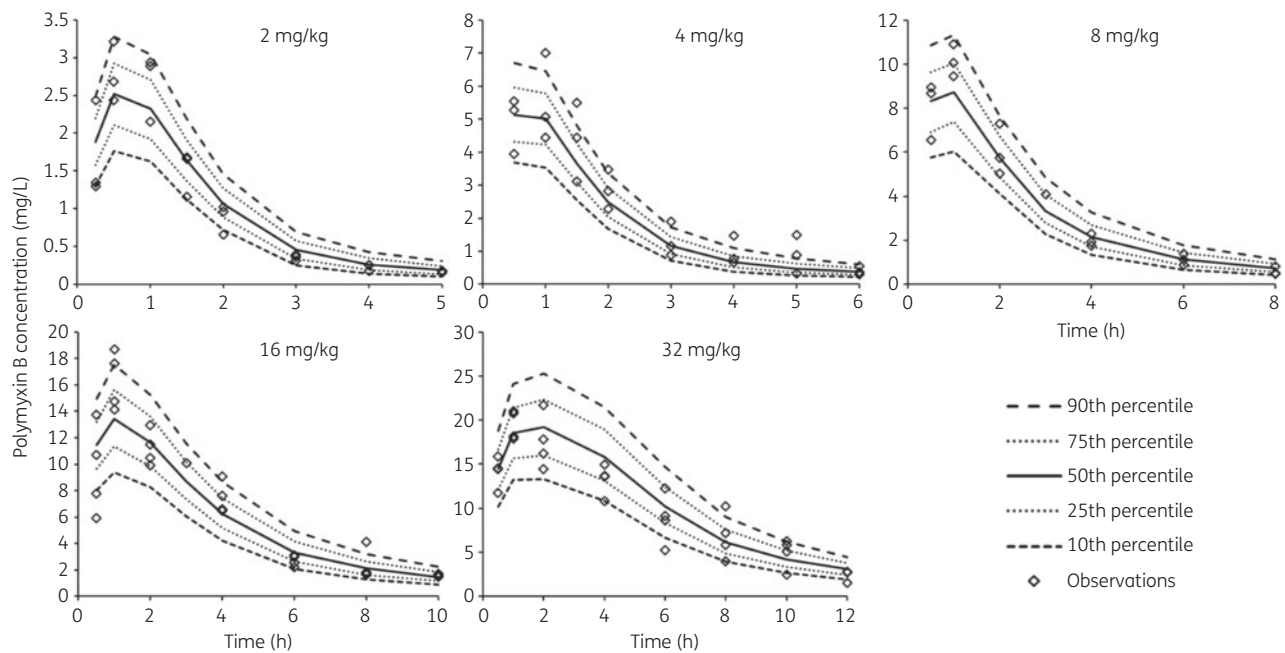 2 mg/kg
3.5
3
2.5
2
1.5
1
0.5
0
0 1 2 3 4 5
4 mg/kg
8
7
6
5
4
3
2
1
0
0 1 2 3 4 5 6
8 mg/kg
12
10
8
6
4
2
0
0 2 4 6 8
Time (h)
Polymyxin B concentration (mg/L)
16 mg/kg
20
18
16
14
12
10
8
6
4
2
0
0 2 4 6 8 10
Time (h)
32 mg/kg
30
25
20
15
10
5
0
0 2 4 6 8 10 12
Time (h)
90th percentile
75th percentile
50th percentile
25th percentile
10th percentile
Observations